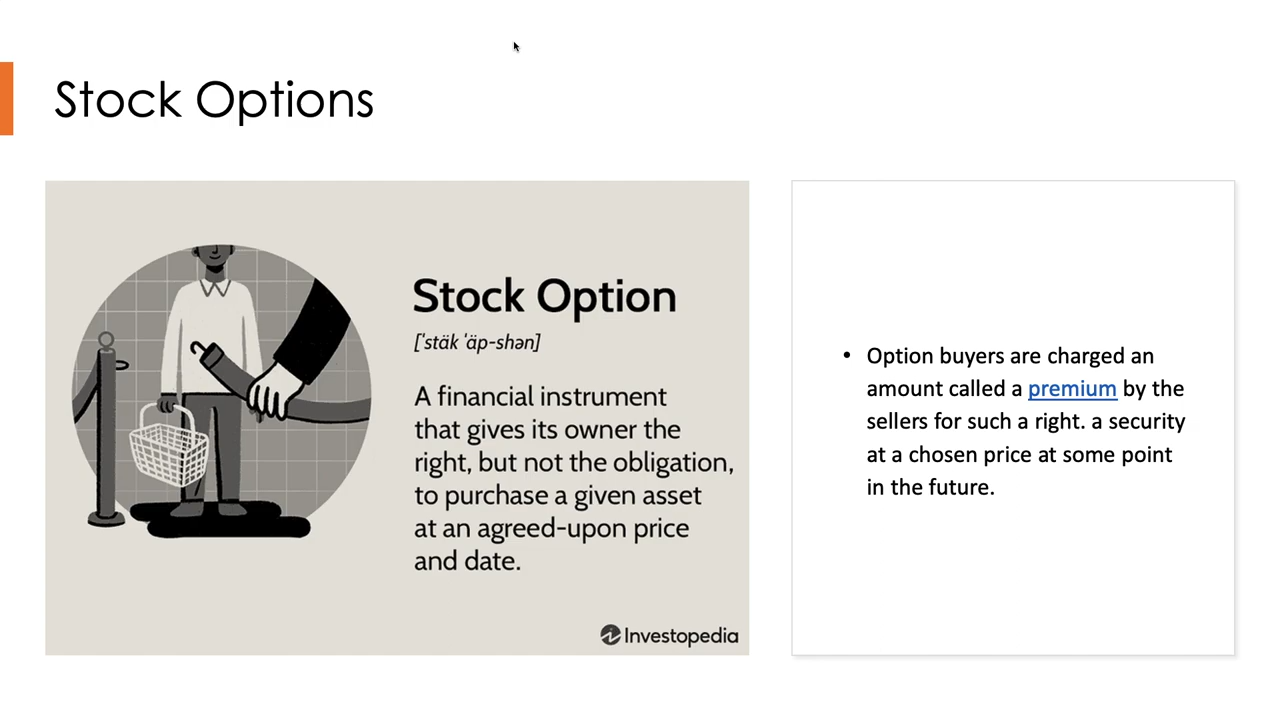 Stock Options
Stock Option
['stäk 'äp-shən]
A financial instrument
that gives its owner the
right, but not the obligation,
to purchase a given asset
at an agreed-upon price
and date.
Investopedia
• Option buyers are charged an
amount called a premium by the
sellers for such a right. a security
at a chosen price at some point
in the future.